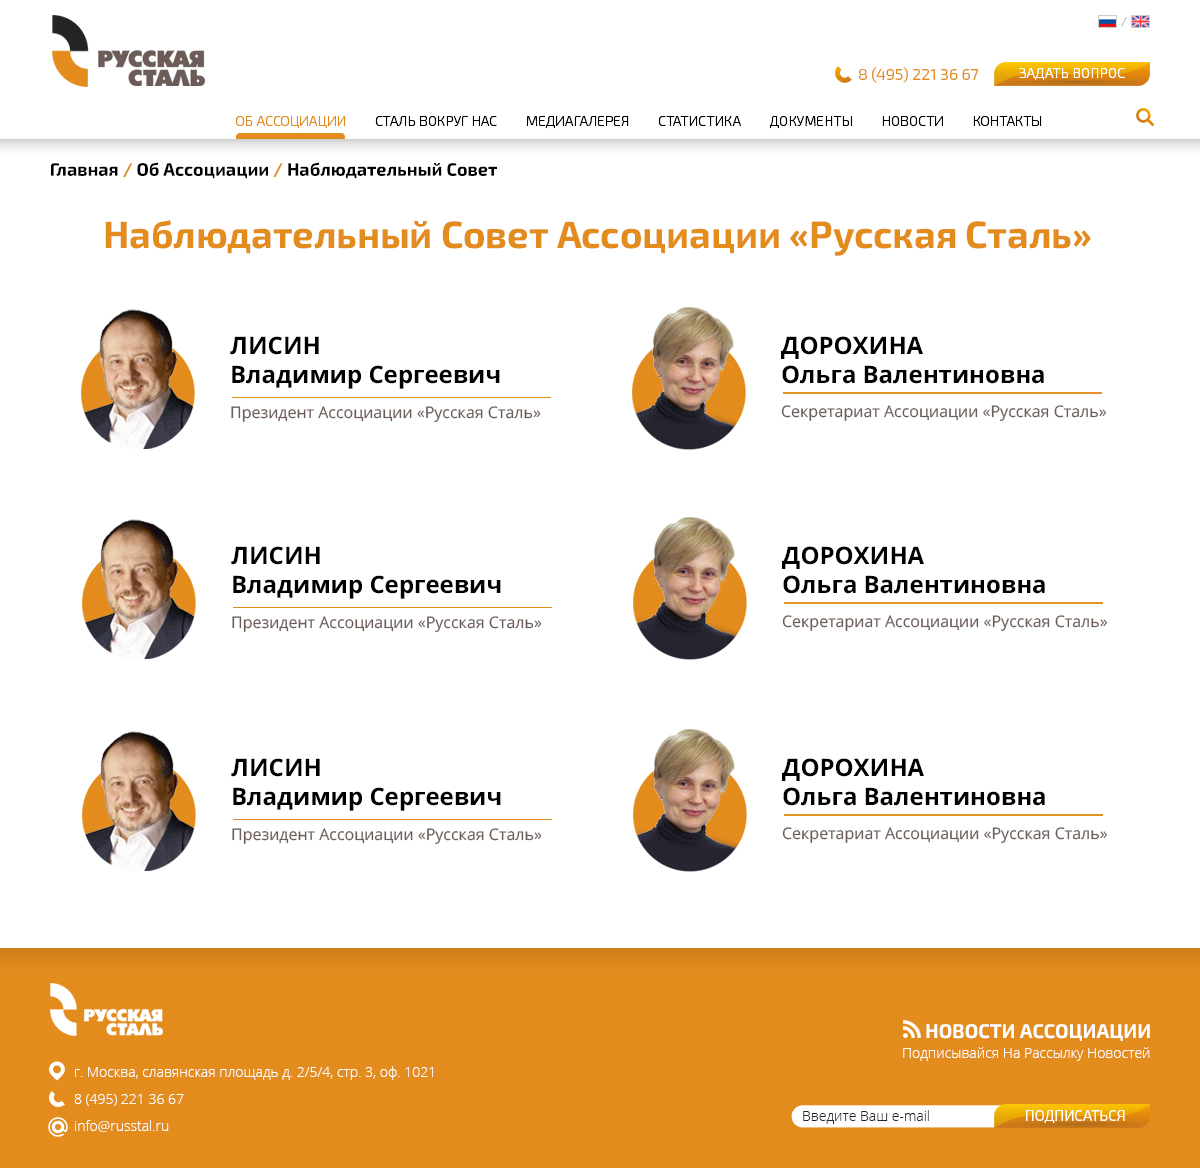 РУССКАЯ
СТАЛЬ
/
8 (495) 221 36 67
ЗАДАТЬ ВОПРОС
ОБ АССОЦИАЦИИ СТАЛЬ ВОКРУГ НАС МЕДИАГАЛЕРЕЯ СТАТИСТИКА ДОКУМЕНТЫ НОВОСТИ КОНТАКТЫ
Главная / Об Ассоциации / Наблюдательный Совет
Наблюдательный Совет Ассоциации «Русская Сталь»
ЛИСИН
Владимир Сергеевич
Президент Ассоциации «Русская Сталь»
ДОРОХИНА
Ольга Валентиновна
Секретариат Ассоциации «Русская Сталь»
ЛИСИН
Владимир Сергеевич
Президент Ассоциации «Русская Сталь»
ДОРОХИНА
Ольга Валентиновна
Секретариат Ассоциации «Русская Сталь»
ЛИСИН
Владимир Сергеевич
Президент Ассоциации «Русская Сталь»
ДОРОХИНА
Ольга Валентиновна
Секретариат Ассоциации «Русская Сталь»
РУССКАЯ
СТАЛЬ
г. Москва, славянская площадь д. 2/5/4, стр. 3, оф. 1021
8 (495) 221 36 67
info@russtal.ru
НОВОСТИ АССОЦИАЦИИ
Подписывайся На Рассылку Новостей
Введите Ваш e-mail
ПОДПИСАТЬСЯ